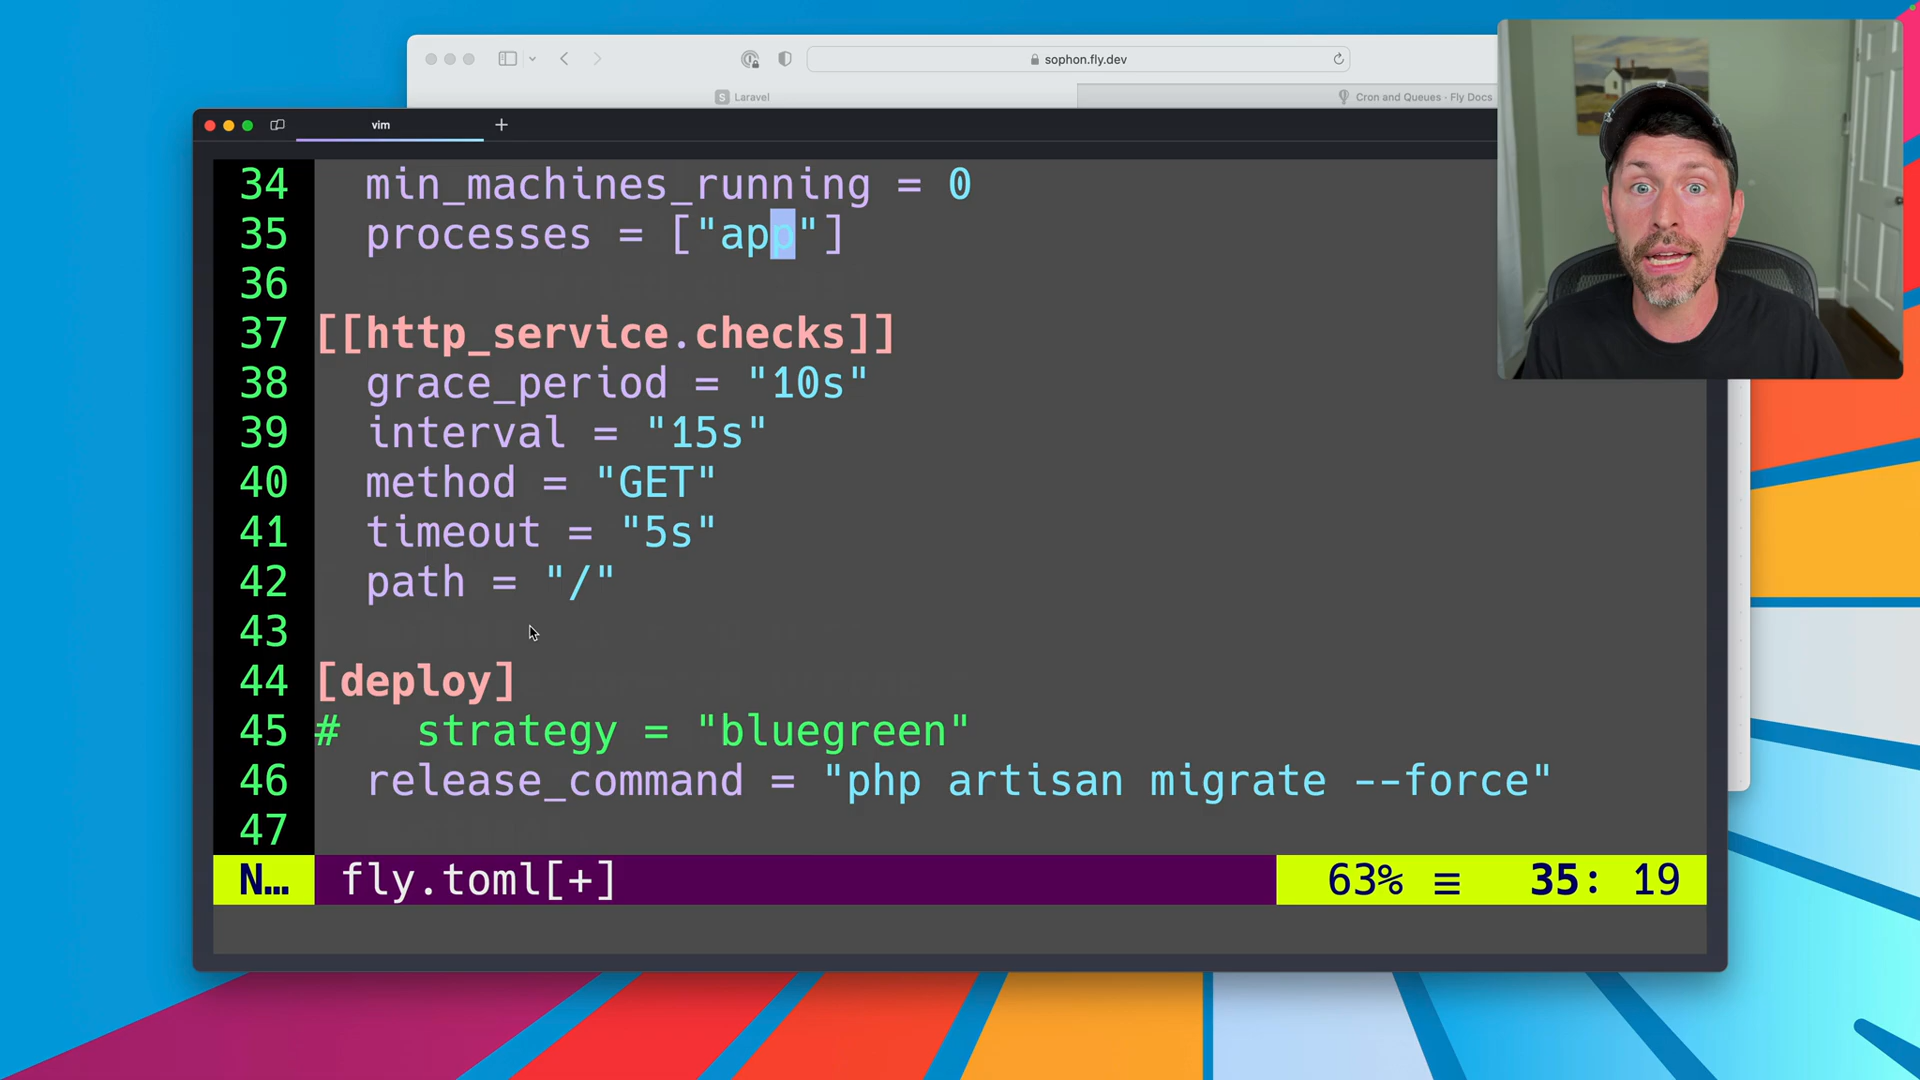 sophon.fly.dev
Laravel
Cron and Queues · Fly Docs
vim
34 min_machines_running = 0
35 processes = ["app"]
36
37 [[http_service.checks]]
38 grace_period = "10s"
39 interval = "15s"
40 method = "GET"
41 timeout = "5s"
42 path = "/"
43
44 [deploy]
45 #   strategy = "bluegreen"
46 release_command = "php artisan migrate --force"
47
N… fly.toml[+] 63% ≡ 35: 19